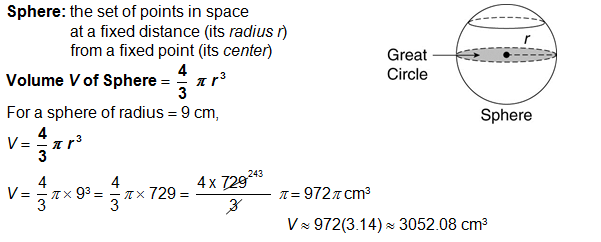 Sphere: the set of points in space
at a fixed distance (its radius r)
from a fixed point (its center)
Volume V of Sphere = 4/3 π r³
For a sphere of radius = 9 cm,
V = 4/3 π r³
V = 4/3 π × 9³ = 4/3 π × 729 = 4 x 729 243 / 3 π = 972 π cm³
V ≈ 972(3.14) ≈ 3052.08 cm³
r
Great
Circle
Sphere